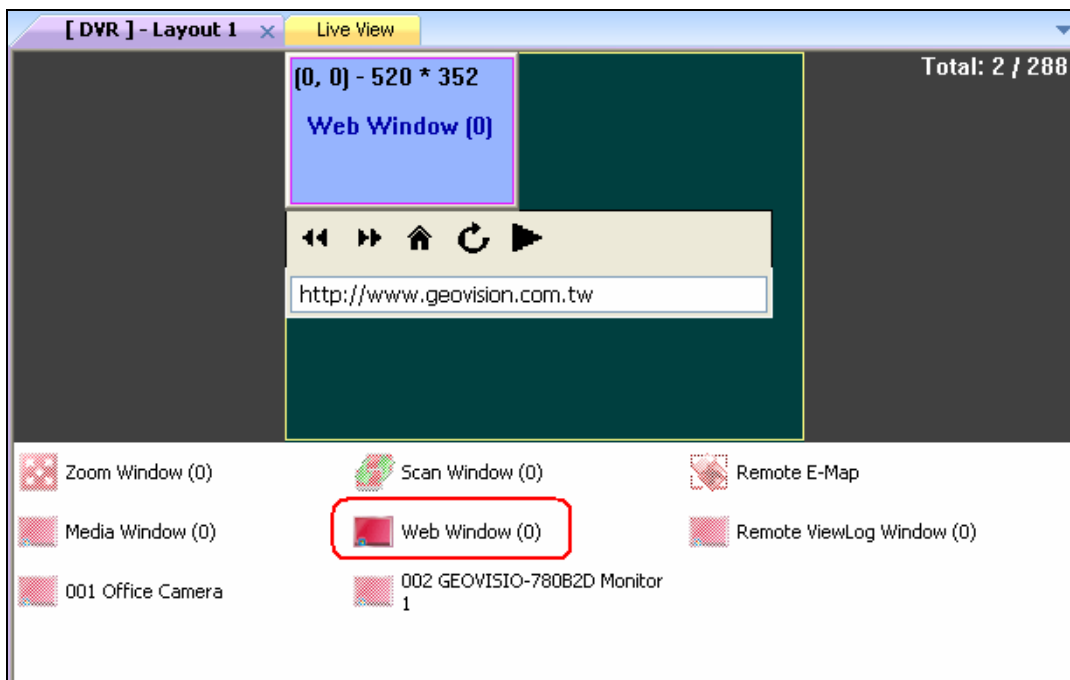 [ DVR ] - Layout 1
Live View
Total: 2 / 288
(0, 0) - 520 * 352
Web Window (0)
http://www.geovision.com.tw
Zoom Window (0)
Scan Window (0)
Remote E-Map
Media Window (0)
Web Window (0)
Remote ViewLog Window (0)
001 Office Camera
002 GEOVISIO-780B2D Monitor
1